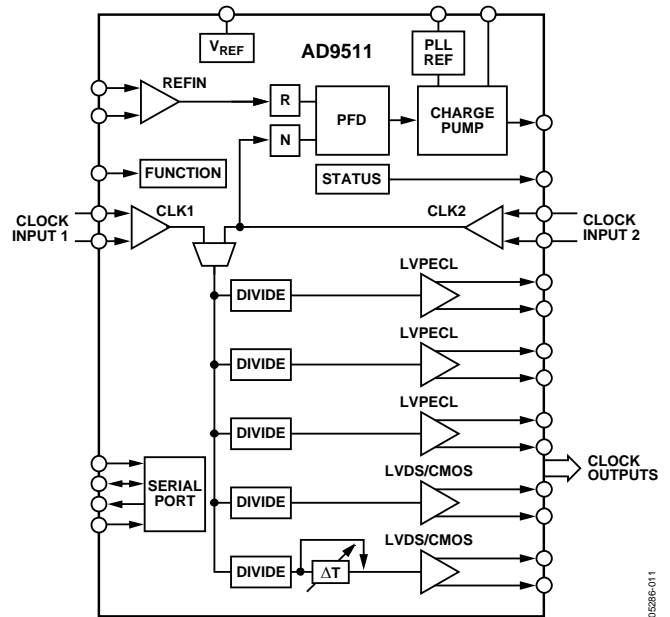 VREF
AD9511
PLL
REF
REFIN
R
PFD
CHARGE
PUMP
N
FUNCTION
STATUS
CLOCK
INPUT 1
CLK1
CLK2
CLOCK
INPUT 2
LVPECL
DIVIDE
LVPECL
DIVIDE
LVPECL
DIVIDE
SERIAL
PORT
LVDS/CMOS
DIVIDE
CLOCK
OUTPUTS
LVDS/CMOS
DIVIDE
ΔT
05286-011